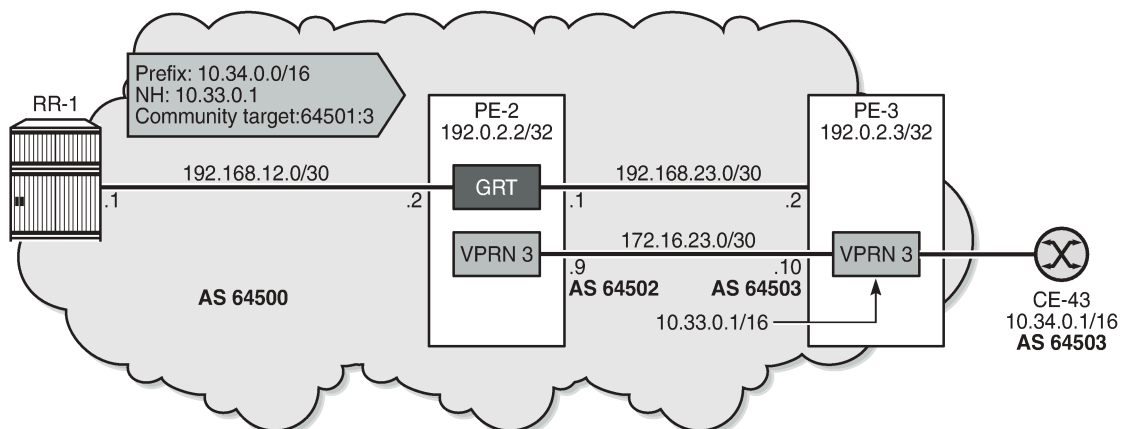 Prefix: 10.34.0.0/16
NH: 10.33.0.1
Community target:64501:3
RR-1
PE-2
192.0.2.2/32
PE-3
192.0.2.3/32
192.168.12.0/30
GRT
192.168.23.0/30
.1
.2
.1
.2
VPRN 3
172.16.23.0/30
VPRN 3
.9
.10
AS 64500
AS 64502
AS 64503
10.33.0.1/16
CE-43
10.34.0.1/16
AS 64503